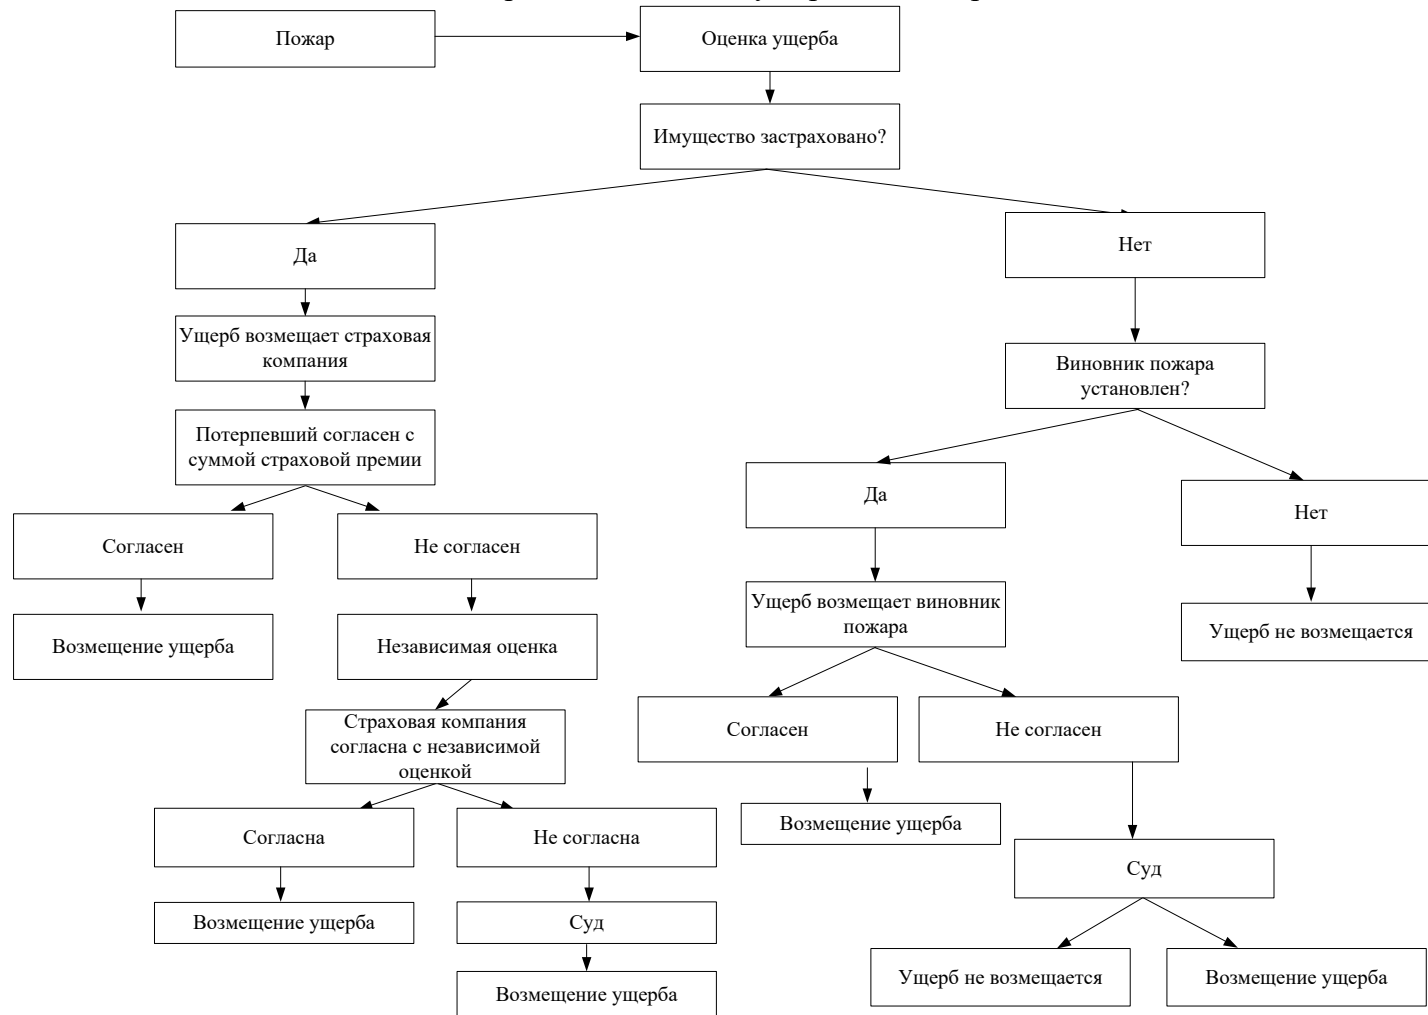 Пожар
Оценка ущерба
Имущество застраховано?
Да
Нет
Ущерб возмещает страховая
компания
Виновник пожара
установлен?
Потерпевший согласен с
суммой страховой премии
Да
Нет
Согласен
Не согласен
Ущерб возмещает виновник
пожара
Ущерб не возмещается
Возмещение ущерба
Независимая оценка
Страховая компания
согласна с независимой
оценкой
Согласен
Не согласен
Возмещение ущерба
Согласна
Не согласна
Суд
Возмещение ущерба
Суд
Ущерб не возмещается
Возмещение ущерба
Возмещение ущерба